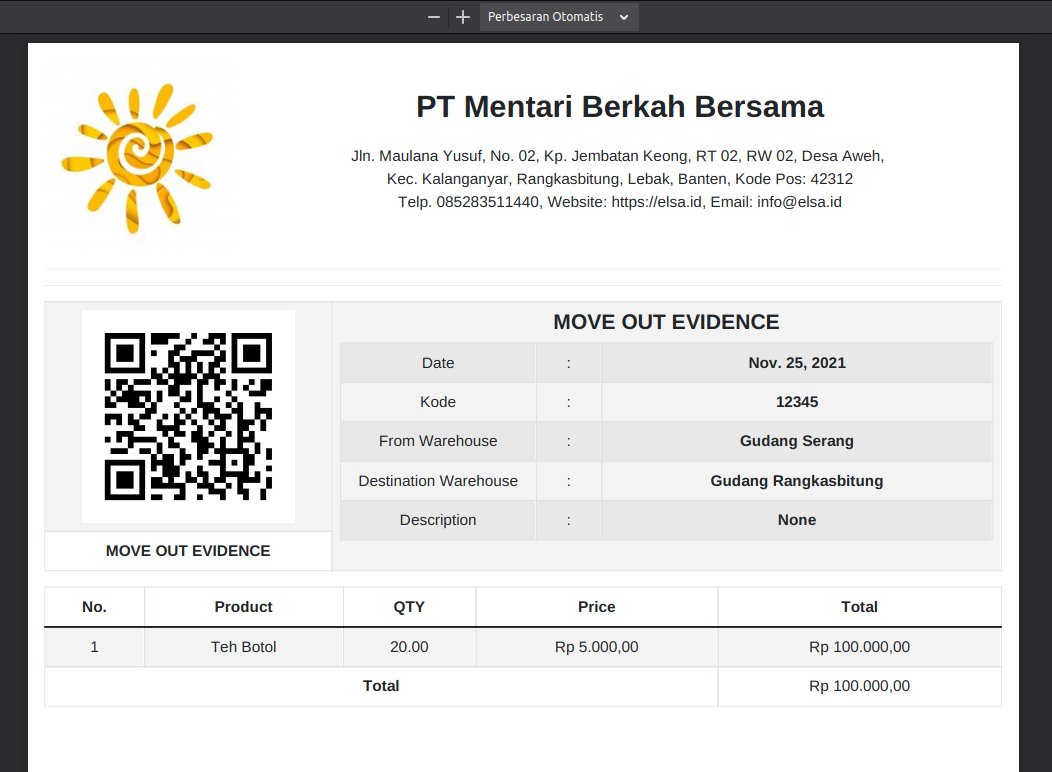 Perbesaran Otomatis
PT Mentari Berkah Bersama
Jln. Maulana Yusuf, No. 02, Kp. Jembatan Keong, RT 02, RW 02, Desa Aweh,
Kec. Kalanganyar, Rangkasbitung, Lebak, Banten, Kode Pos: 42312
Telp. 085283511440, Website: https://elsa.id, Email: info@elsa.id
MOVE OUT EVIDENCE
Date : Nov. 25, 2021
Kode : 12345
From Warehouse : Gudang Serang
Destination Warehouse : Gudang Rangkasbitung
Description : None
MOVE OUT EVIDENCE
No. Product QTY Price Total
1 Teh Botol 20.00 Rp 5.000,00 Rp 100.000,00
Total Rp 100.000,00